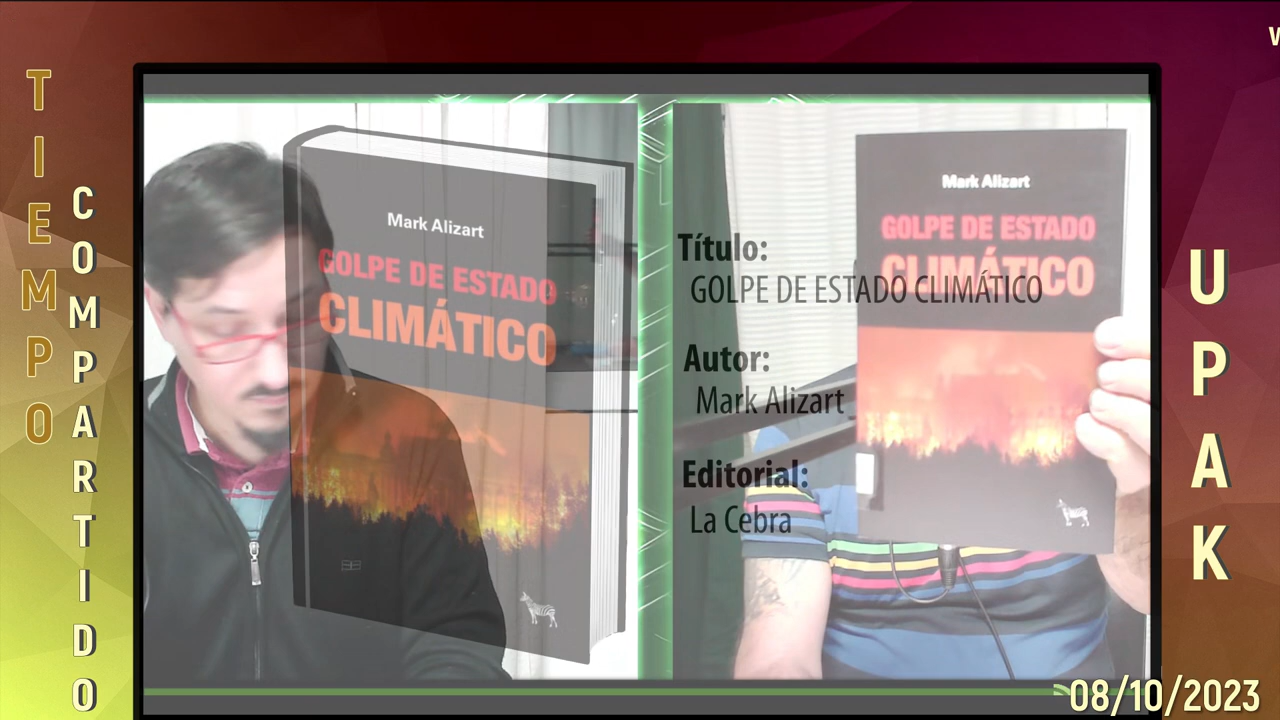 TIEMPO
COMPARTIDO
Mark Alizart
GOLPE DE ESTADO
CLIMÁTICO
Título:
GOLPE DE ESTADO CLIMÁTICO
Autor:
Mark Alizart
Editorial:
La Cebra
Mark Alizart
GOLPE DE ESTADO
CLIMÁTICO
UPAK
08/10/2023